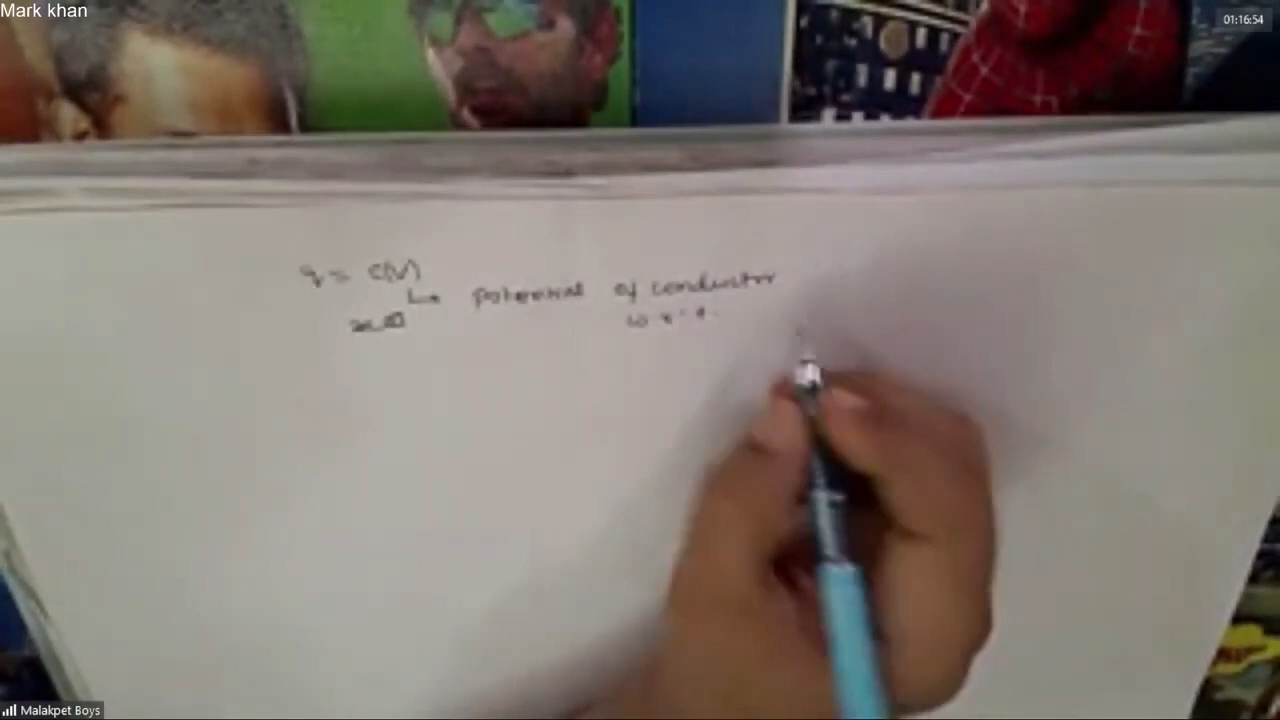 Mark khan
01:16:54
q = C(V)
↳ potential of conductor
w.r.t.
Malakpet Boys